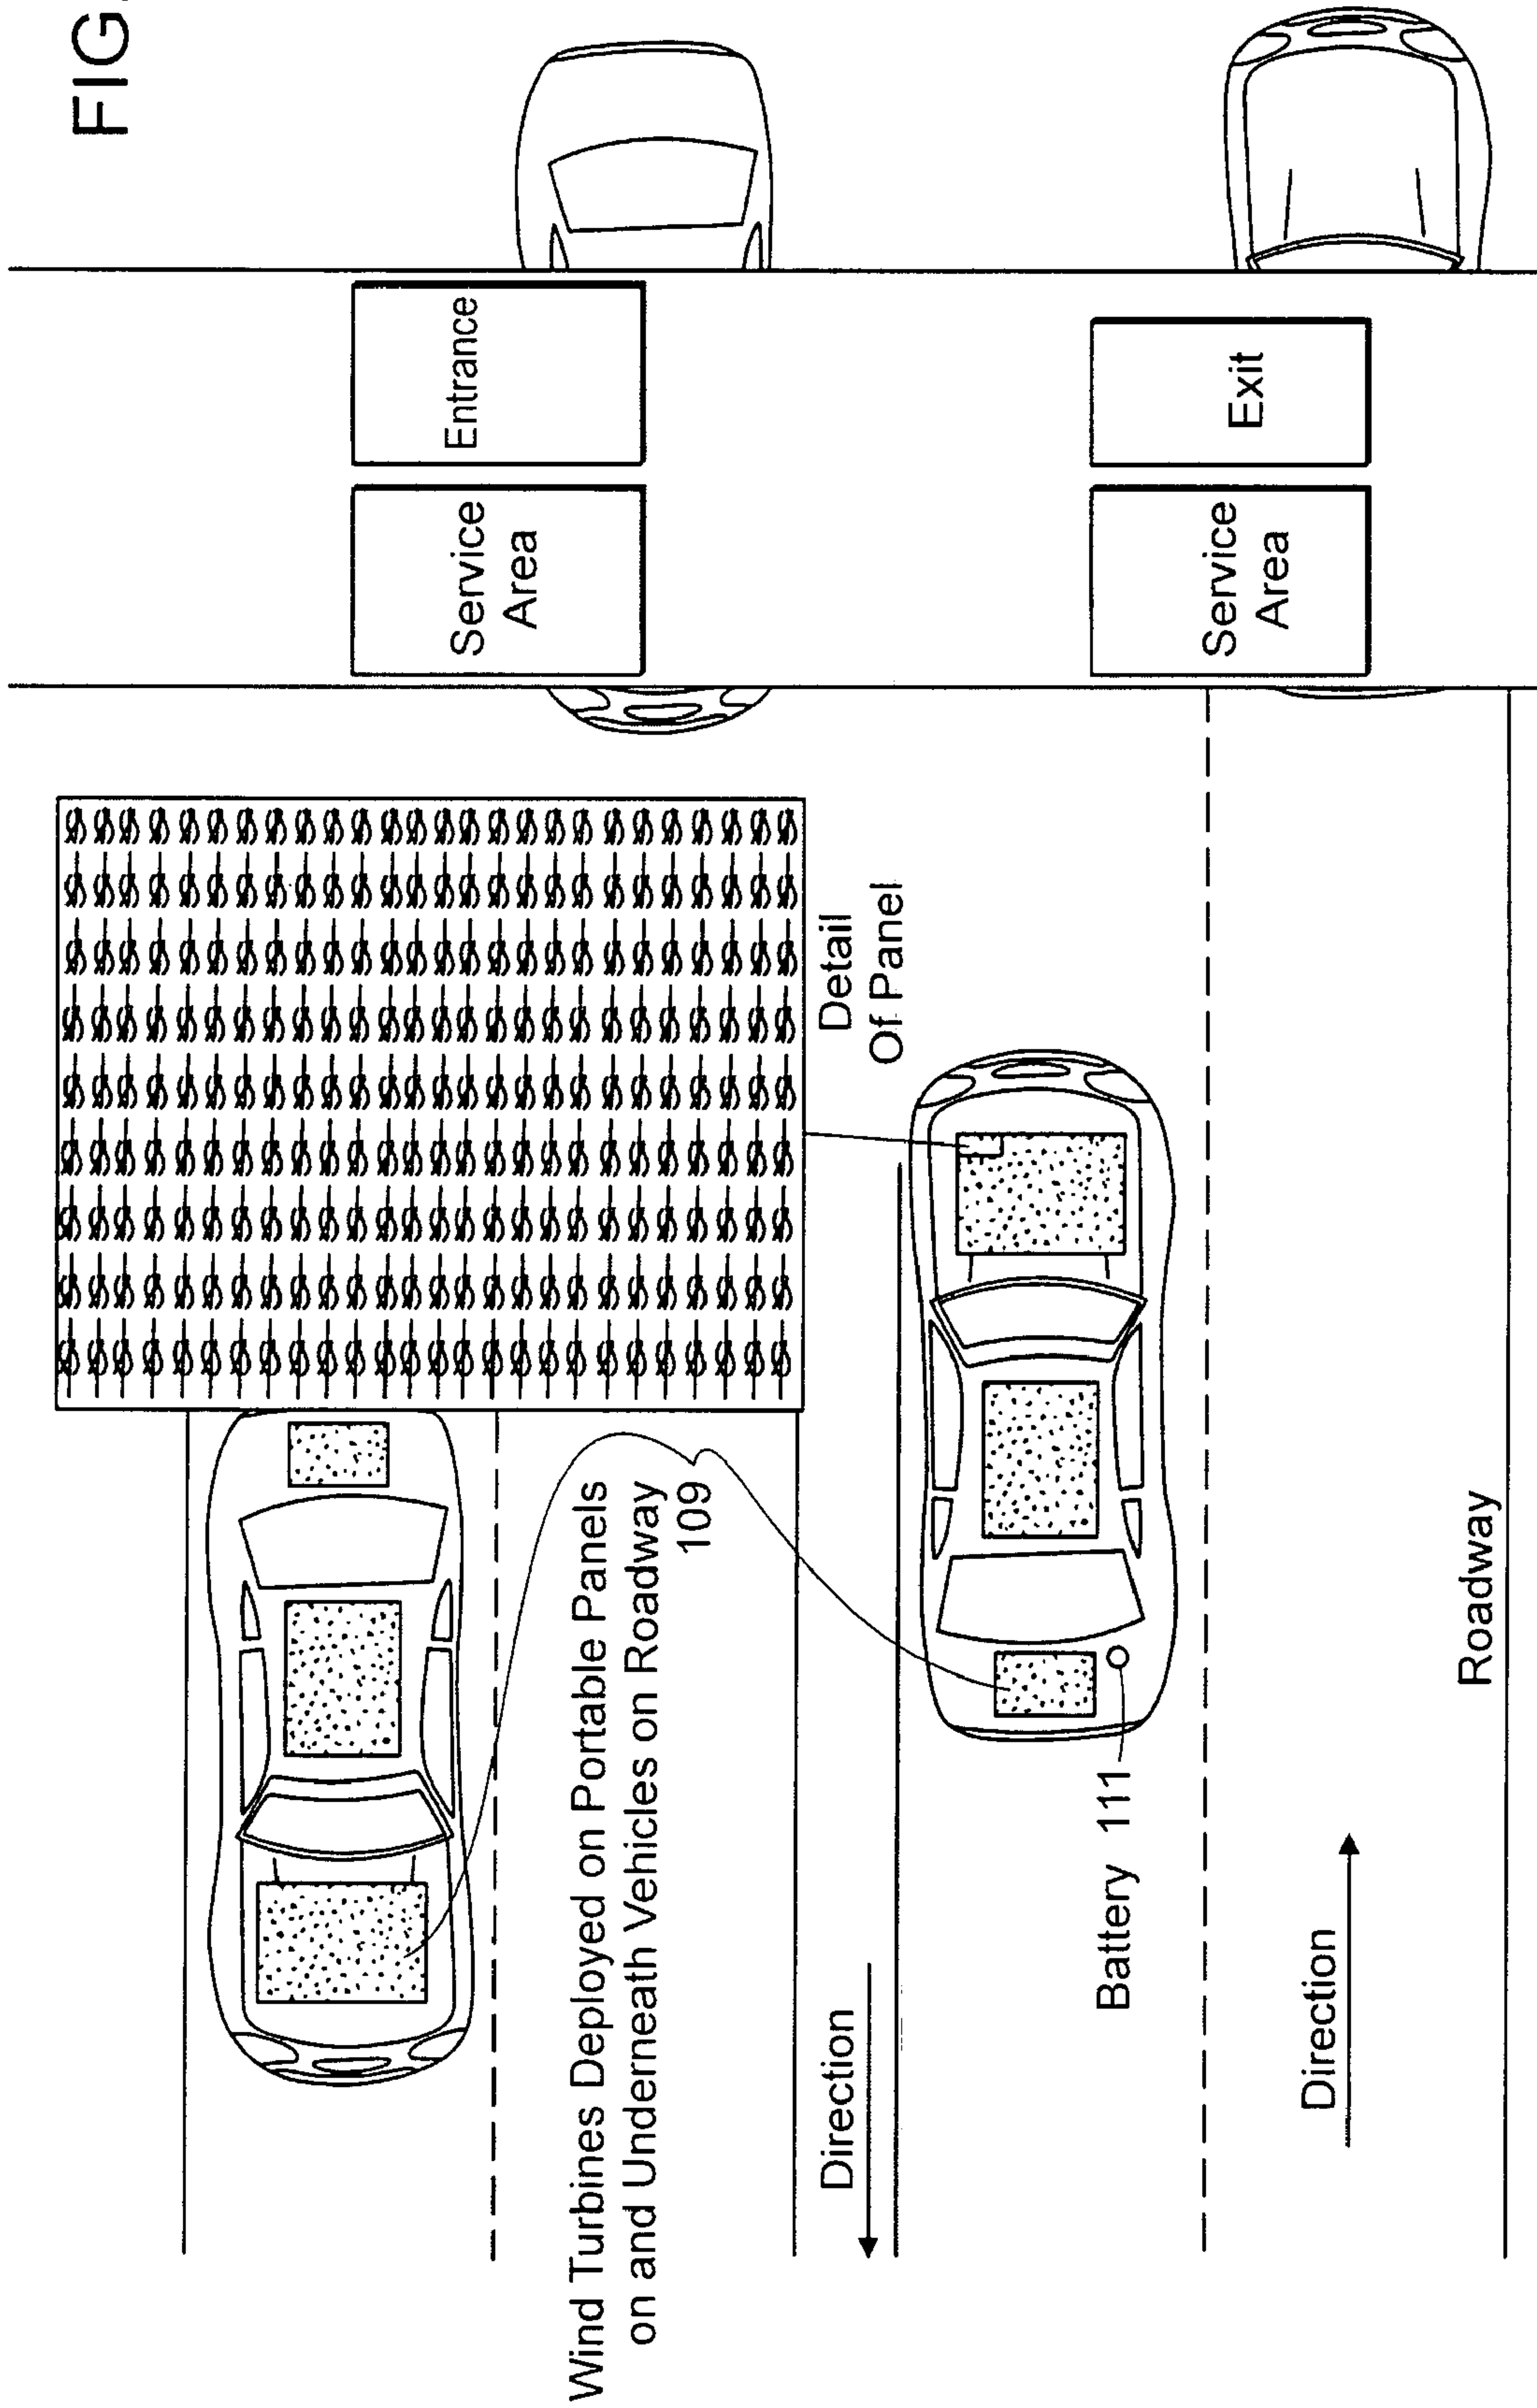 FIG.
Service
Area
Entrance
Service
Area
Exit
Detail
Of Panel
Wind Turbines Deployed on Portable Panels
on and Underneath Vehicles on Roadway
109
Direction
Battery 111
Direction
Roadway